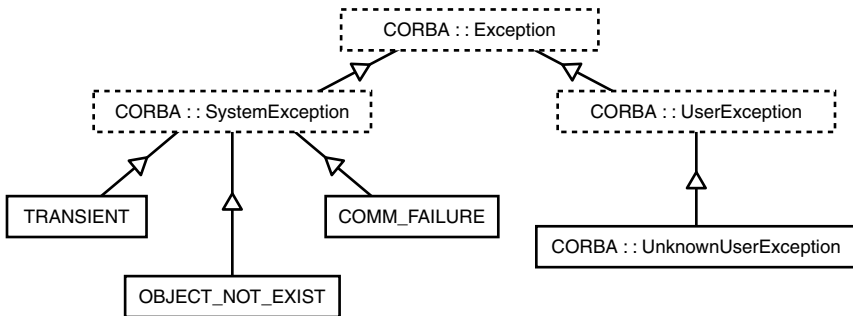 CORBA : : Exception
CORBA : : SystemException
CORBA : : UserException
TRANSIENT
COMM_FAILURE
CORBA : : UnknownUserException
OBJECT_NOT_EXIST